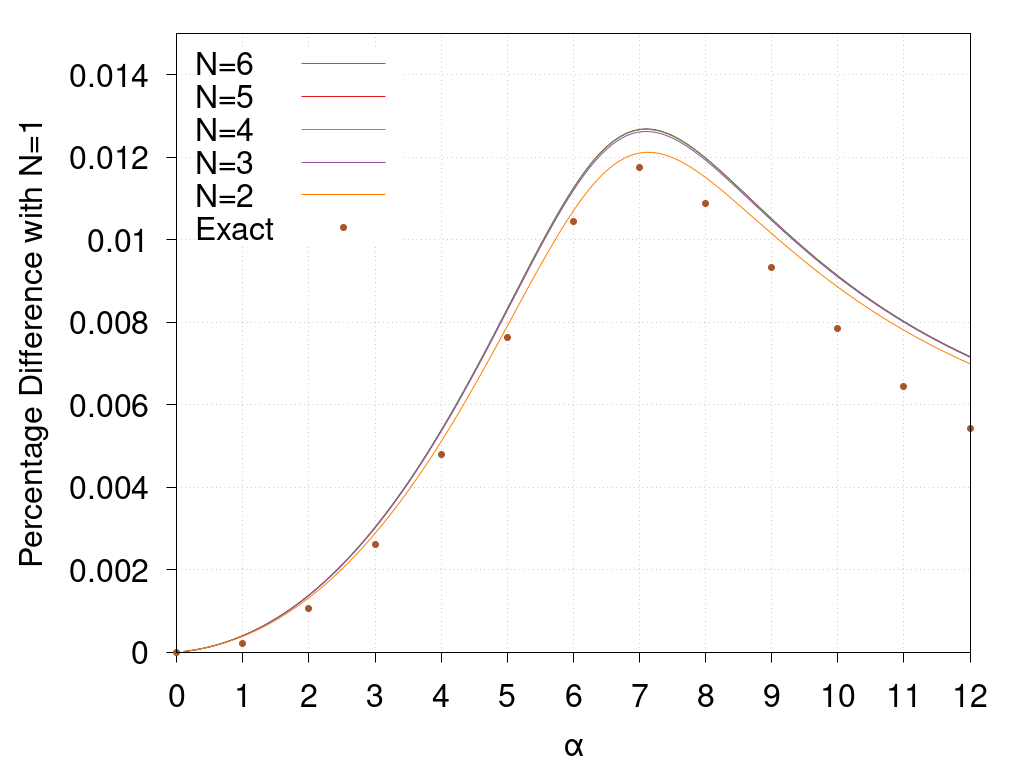 Percentage Difference with N=1
0.014
0.012
0.01
0.008
0.006
0.004
0.002
0
N=6
N=5
N=4
N=3
N=2
Exact
0 1 2 3 4 5 6 7 8 9 10 11 12
α